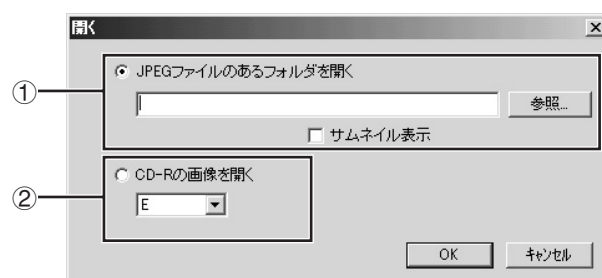 開く
① JPEGファイルのあるフォルダを開く
参照...
サムネイル表示
② CD-Rの画像を開く
E
OK キャンセル